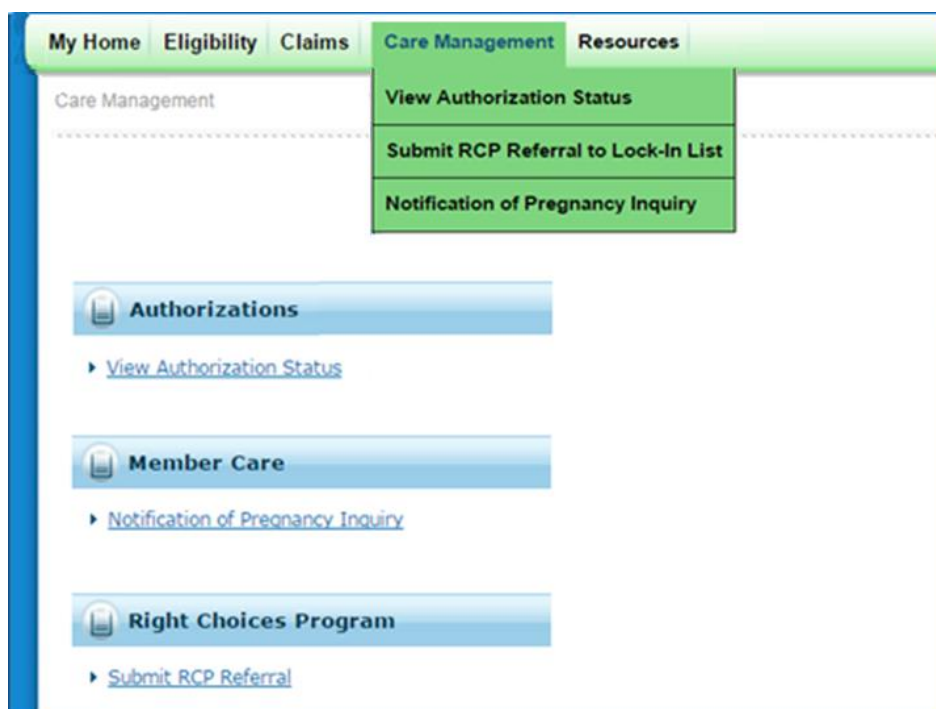 My Home Eligibility Claims Care Management Resources
Care Management
View Authorization Status
Submit RCP Referral to Lock-In List
Notification of Pregnancy Inquiry
Authorizations
View Authorization Status
Member Care
Notification of Pregnancy Inquiry
Right Choices Program
Submit RCP Referral